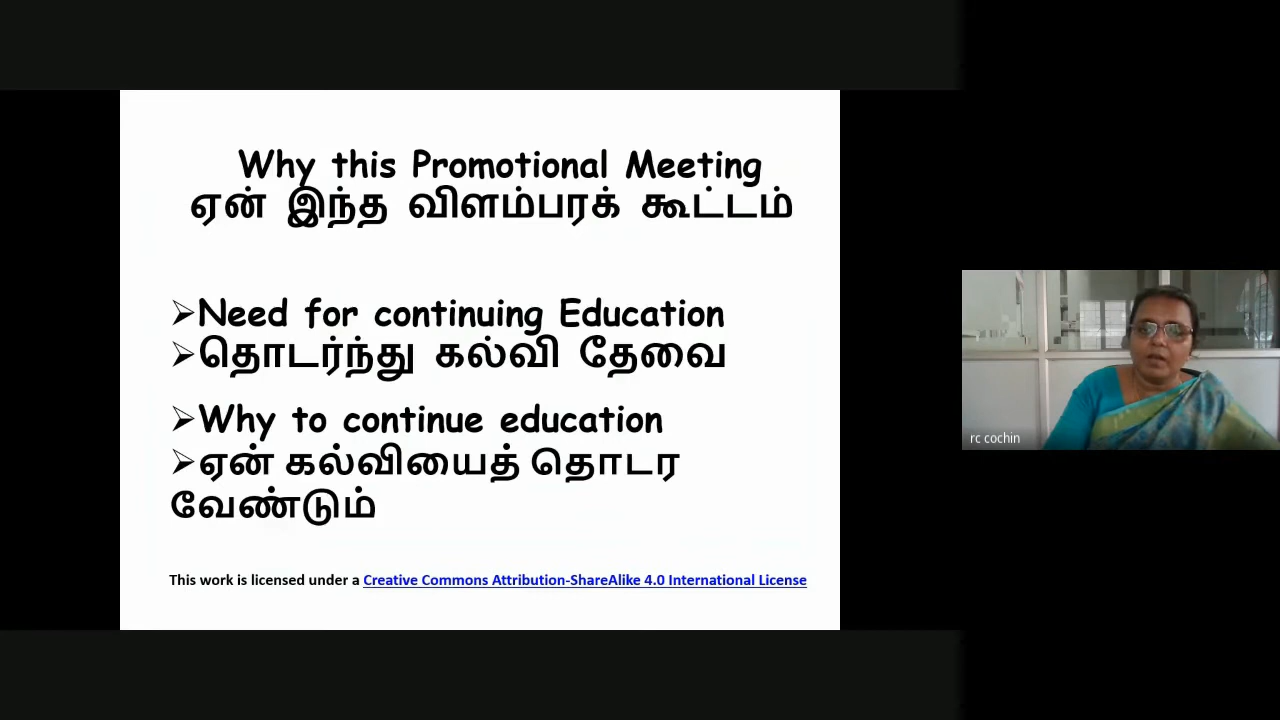 Why this Promotional Meeting
ஏன் இந்த விளம்பரக் கூட்டம்
➢Need for continuing Education
➢தொடர்ந்து கல்வி தேவை
➢Why to continue education
➢ஏன் கல்வியைத் தொடர
வேண்டும்
This work is licensed under a Creative Commons Attribution-ShareAlike 4.0 International License
rc cochin